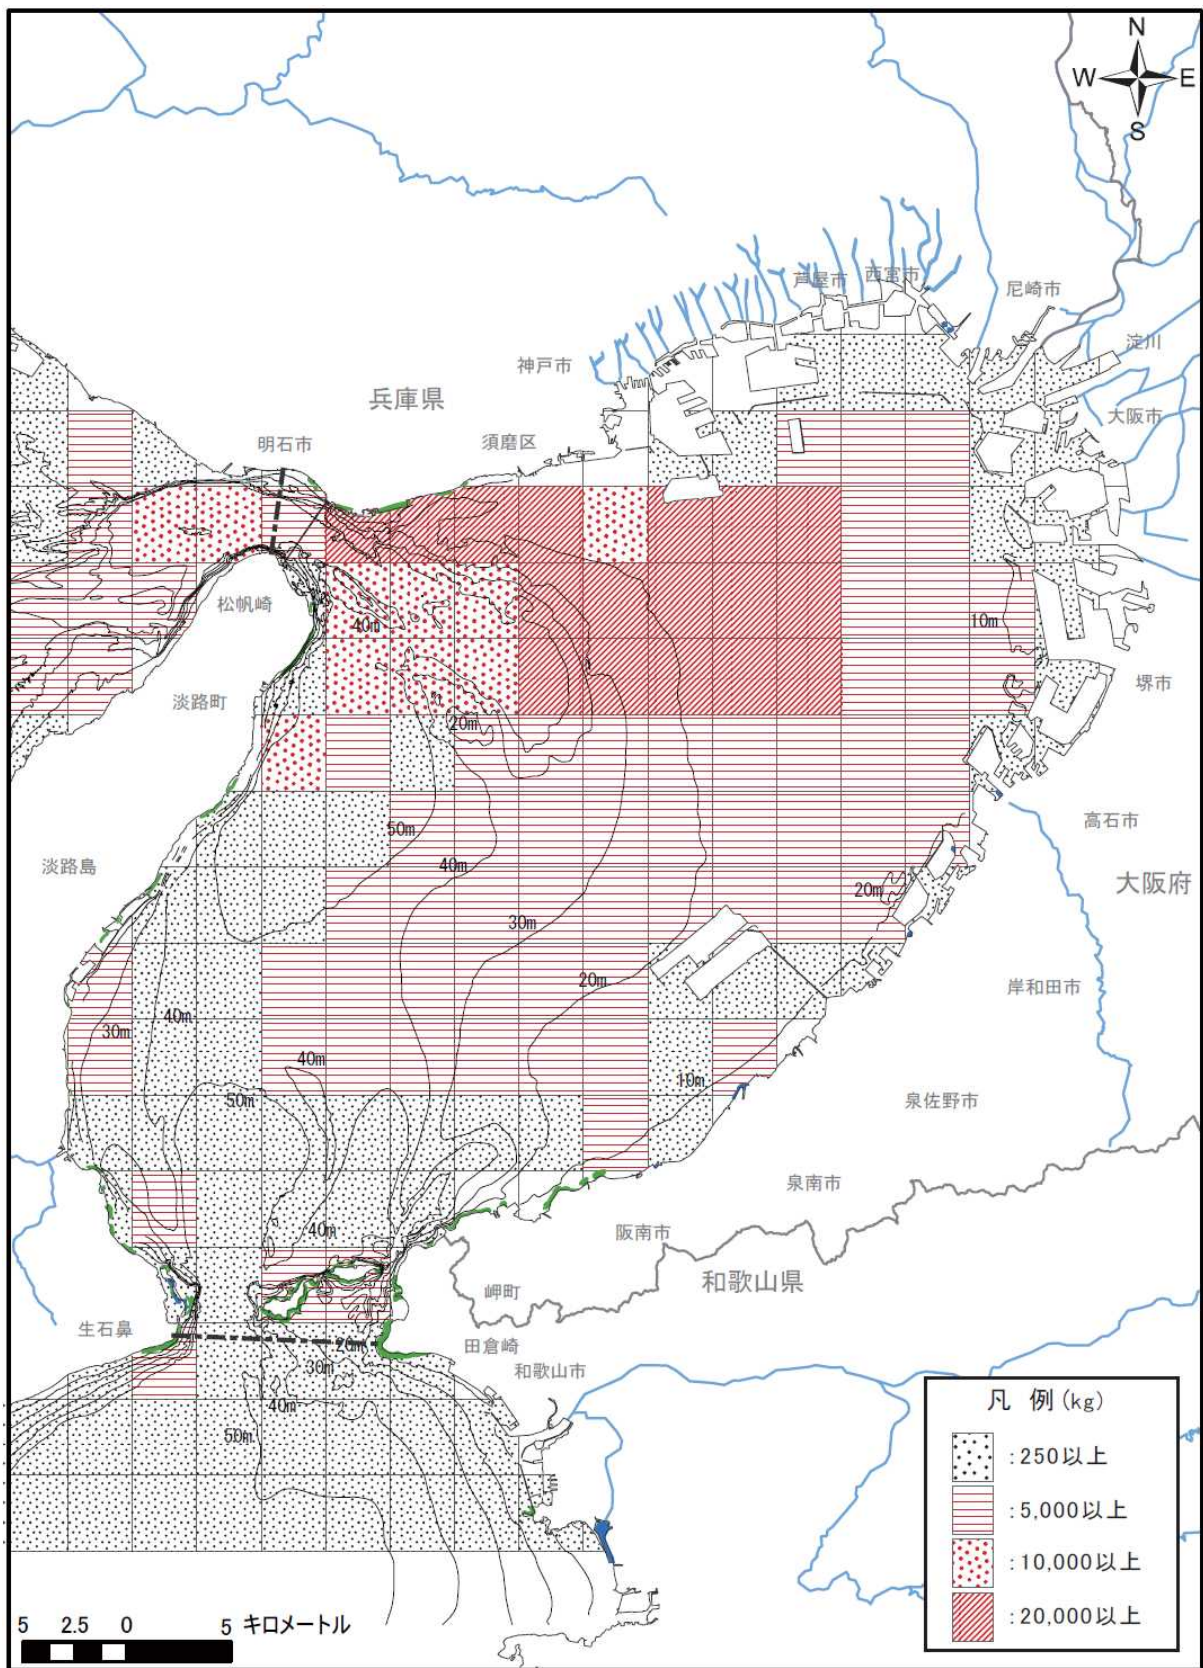 N
W E
S
芦屋市
西宮市
尼崎市
淀川
神戸市
兵庫県
大阪市
明石市
須磨区
松帆崎
40m
10m
淡路町
堺市
20m
50m
高石市
淡路島
40m
大阪府
20m
30m
20m
岸和田市
40m
30m
40m
10m
50m
泉佐野市
泉南市
40m
阪南市
和歌山県
岬町
生石鼻
20m
田倉崎
30m
和歌山市
40m
50m
凡 例(kg)
:250以上
:5,000以上
:10,000以上
:20,000以上
5 2.5 0 5 キロメートル